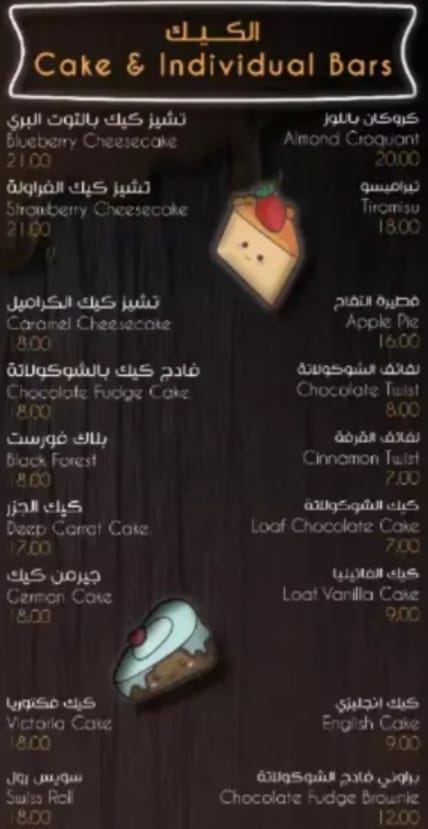 الكيك
Cake & Individual Bars
تشيز كيك بالتوت البري
Blueberry Cheesecake
21.00
تشيز كيك الفراولة
Strawberry Cheesecake
21.00
تشيز كيك الكراميل
Caramel Cheesecake
18.00
فادج كيك بالشوكولاتة
Chocolate Fudge Cake
18.00
بلاك فورست
Black Forest
18.00
كيك الجزر
Deep Carrot Cake
17.00
جيرمن كيك
German Cake
18.00
كيك فكتوريا
Victoria Cake
18.00
سويس رول
Swiss Roll
18.00
كروكان باللوز
Almond Croquant
20.00
تيراميسو
Tiramisu
18.00
فطيرة التفاح
Apple Pie
16.00
لفائف الشوكولاتة
Chocolate Twist
8.00
لفائف القرفة
Cinnamon Twist
7.00
كيك الشوكولاتة
Loaf Chocolate Cake
7.00
كيك الفانيليا
Loaf Vanilla Cake
9.00
كيك إنجليزي
English Cake
9.00
براوني فادج الشوكولاتة
Chocolate Fudge Brownie
12.00